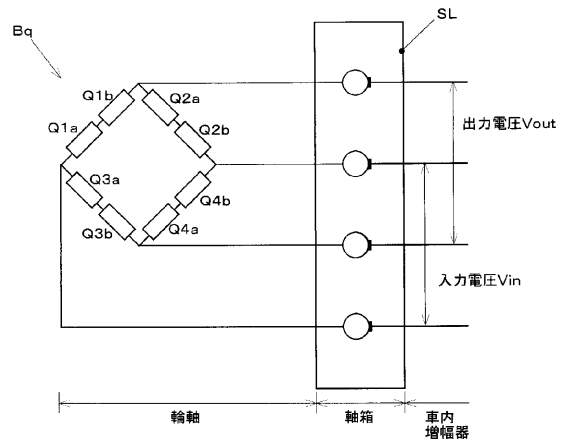 Bq
SL
Q1b
Q2a
Q1a
Q2b
出力電圧Vout
Q3a
Q4b
Q3b
Q4a
入力電圧Vin
輪軸
軸箱
車内
増幅器